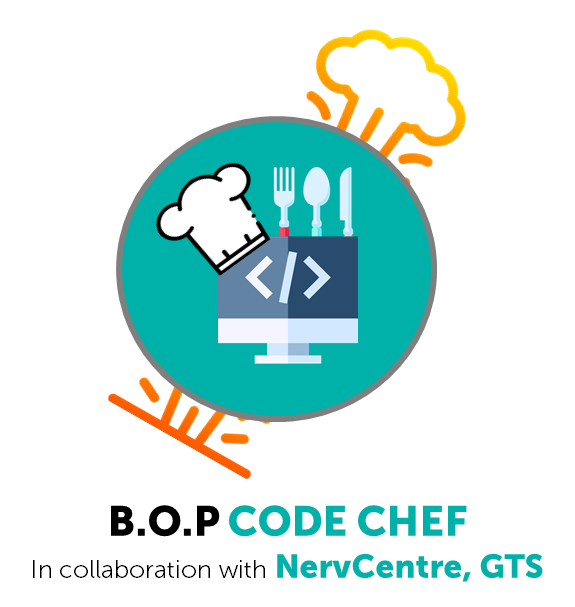 </>
B.O.P CODE CHEF
In collaboration with NervCentre, GTS